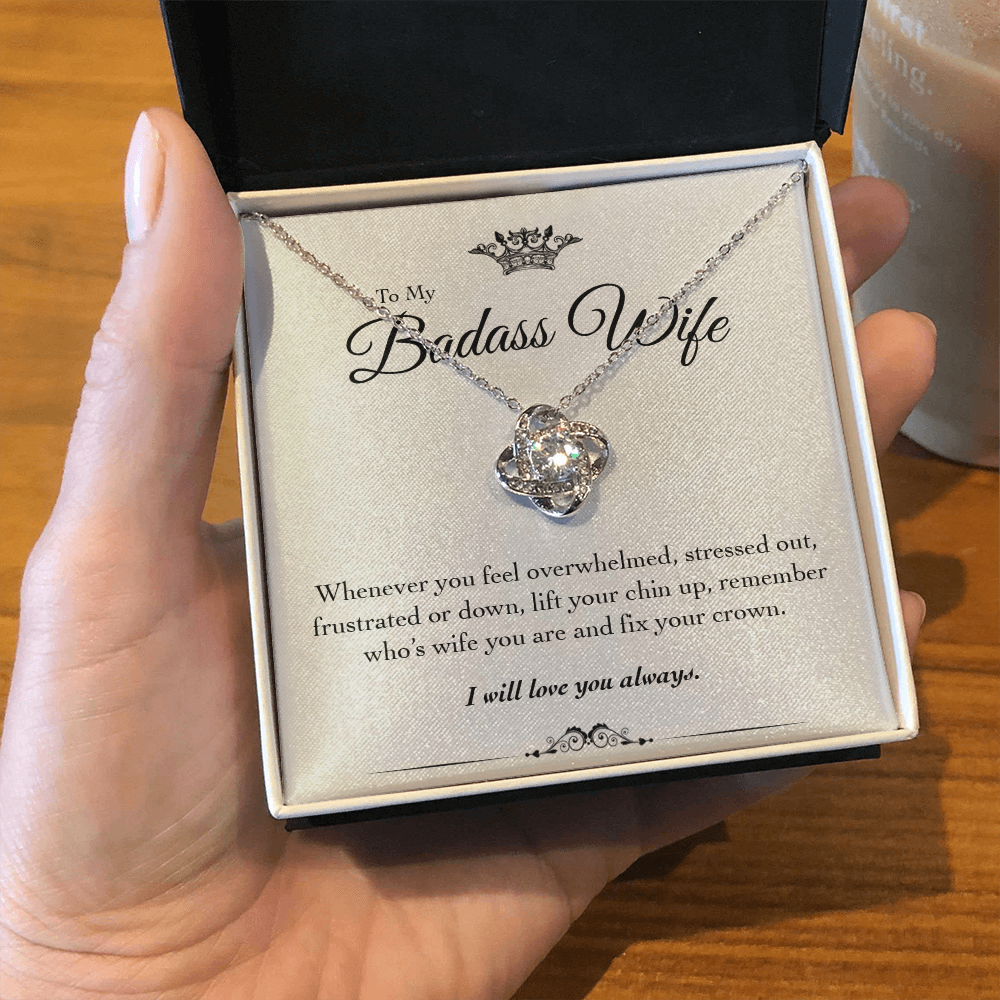 To My
Badass Wife
Whenever you feel overwhelmed, stressed out,
frustrated or down, lift your chin up, remember
who's wife you are and fix your crown.
I will love you always.
first